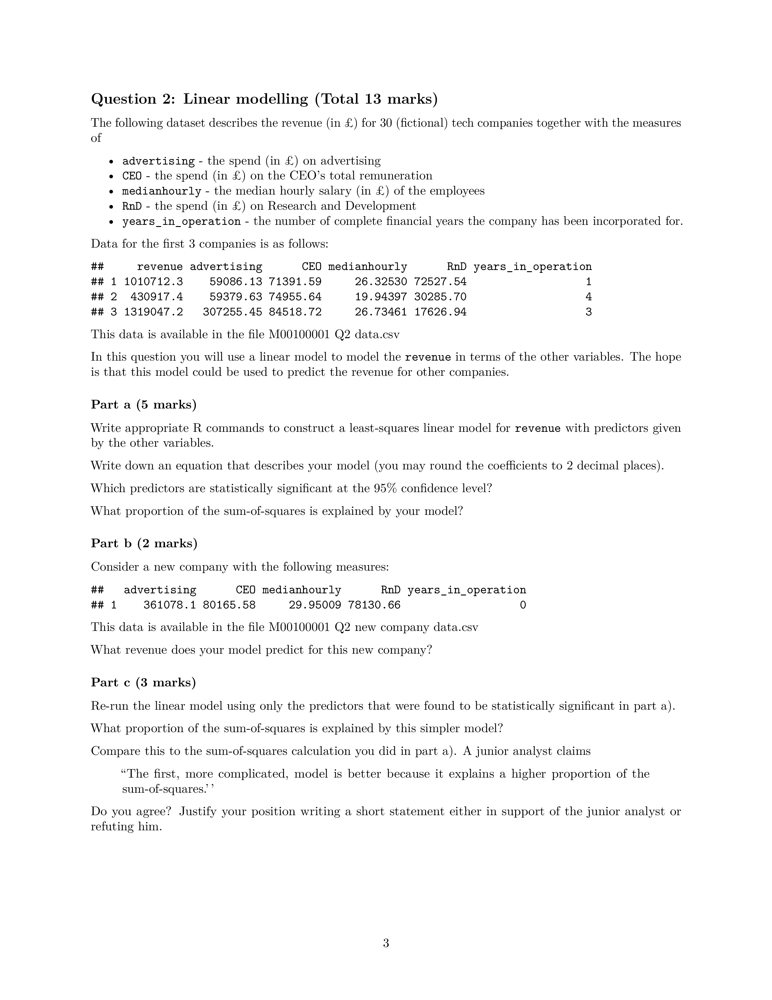 Question 2: Linear modelling (Total 13 marks)
The following dataset describes the revenue (in £) for 30 (fictional) tech companies together with the measures
of
• advertising - the spend (in £) on advertising
• CEO - the spend (in £) on the CEO's total remuneration
• medianhourly - the median hourly salary (in £) of the employees
• RnD - the spend (in £) on Research and Development
• years_in_operation - the number of complete financial years the company has been incorporated for.
Data for the first 3 companies is as follows:
## revenue advertising CEO medianhourly RnD years_in_operation
## 1 1010712.3 59086.13 71391.59 26.32530 72527.54 1
## 2 430917.4 59379.63 74955.64 19.94397 30285.70 4
## 3 1319047.2 307255.45 84518.72 26.73461 17626.94 3
This data is available in the file M00100001 Q2 data.csv
In this question you will use a linear model to model the revenue in terms of the other variables. The hope
is that this model could be used to predict the revenue for other companies.
Part a (5 marks)
Write appropriate R commands to construct a least-squares linear model for revenue with predictors given
by the other variables.
Write down an equation that describes your model (you may round the coefficients to 2 decimal places).
Which predictors are statistically significant at the 95% confidence level?
What proportion of the sum-of-squares is explained by your model?
Part b (2 marks)
Consider a new company with the following measures:
## advertising CEO medianhourly RnD years_in_operation
## 1 361078.1 80165.58 29.95009 78130.66 0
This data is available in the file M00100001 Q2 new company data.csv
What revenue does your model predict for this new company?
Part c (3 marks)
Re-run the linear model using only the predictors that were found to be statistically significant in part a).
What proportion of the sum-of-squares is explained by this simpler model?
Compare this to the sum-of-squares calculation you did in part a). A junior analyst claims
“The first, more complicated, model is better because it explains a higher proportion of the
sum-of-squares.’ ’
Do you agree? Justify your position writing a short statement either in support of the junior analyst or
refuting him.
3